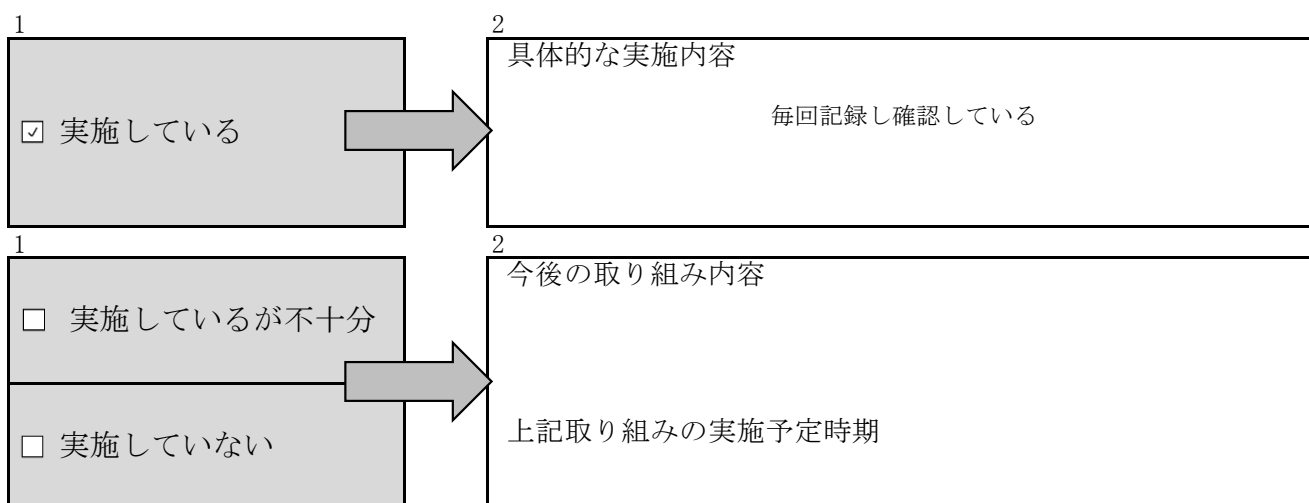 1
2
☑ 実施している
具体的な実施内容
毎回記録し確認している
1
2
□ 実施しているが不十分
□ 実施していない
今後の取り組み内容
上記取り組みの実施予定時期